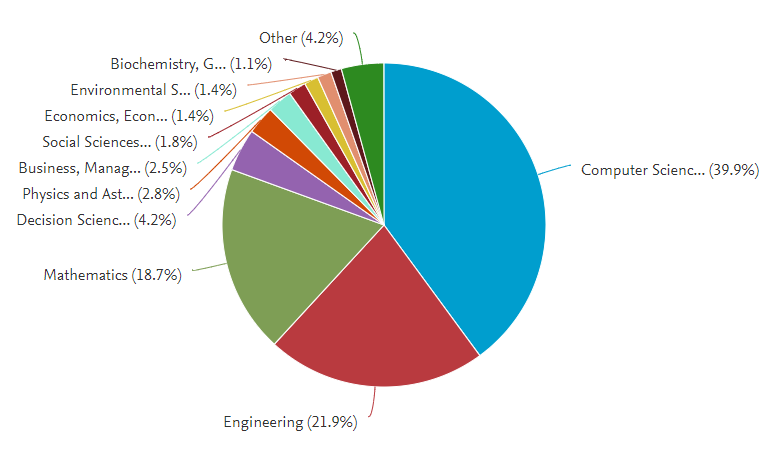 Other (4.2%)
Biochemistry, G... (1.1%)
Environmental S... (1.4%)
Economics, Econ... (1.4%)
Social Sciences... (1.8%)
Business, Manag... (2.5%)
Physics and Ast... (2.8%)
Decision Scienc... (4.2%)
Mathematics (18.7%)
Computer Scienc... (39.9%)
Engineering (21.9%)